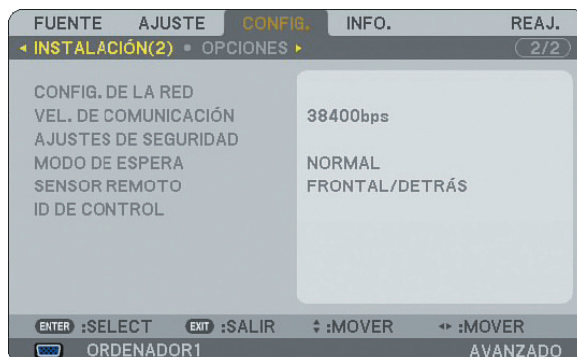 FUENTE AJUSTE CONFIG. INFO. REAJ.
INSTALACIÓN(2) • OPCIONES 2/2
CONFIG. DE LA RED
VEL. DE COMUNICACIÓN 38400bps
AJUSTES DE SEGURIDAD
MODO DE ESPERA NORMAL
SENSOR REMOTO FRONTAL/DETRÁS
ID DE CONTROL
ENTER :SELECT EXIT :SALIR :MOVER :MOVER
ORDENADOR1 AVANZADO